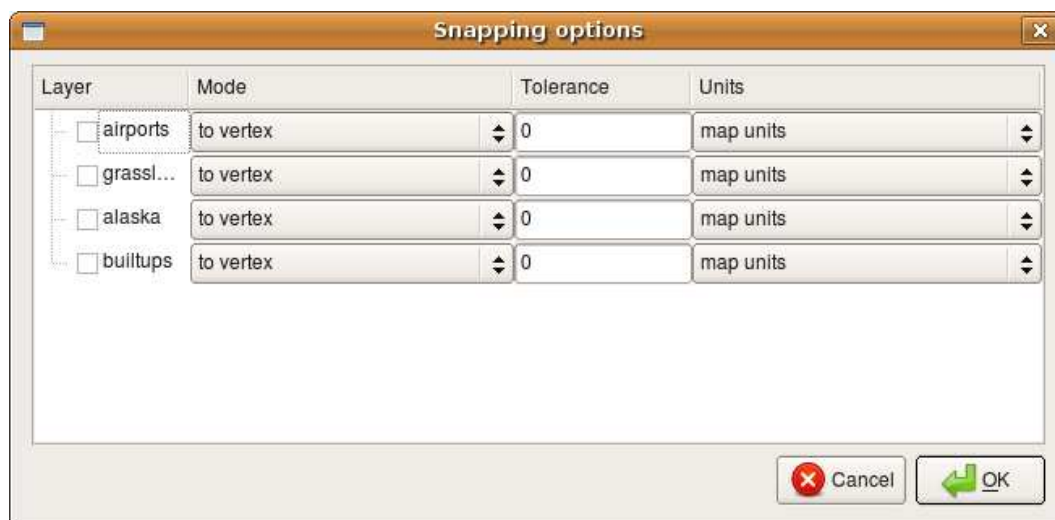 Snapping options
Layer Mode Tolerance Units
airports to vertex 0 map units
grassl... to vertex 0 map units
alaska to vertex 0 map units
builtups to vertex 0 map units
Cancel OK